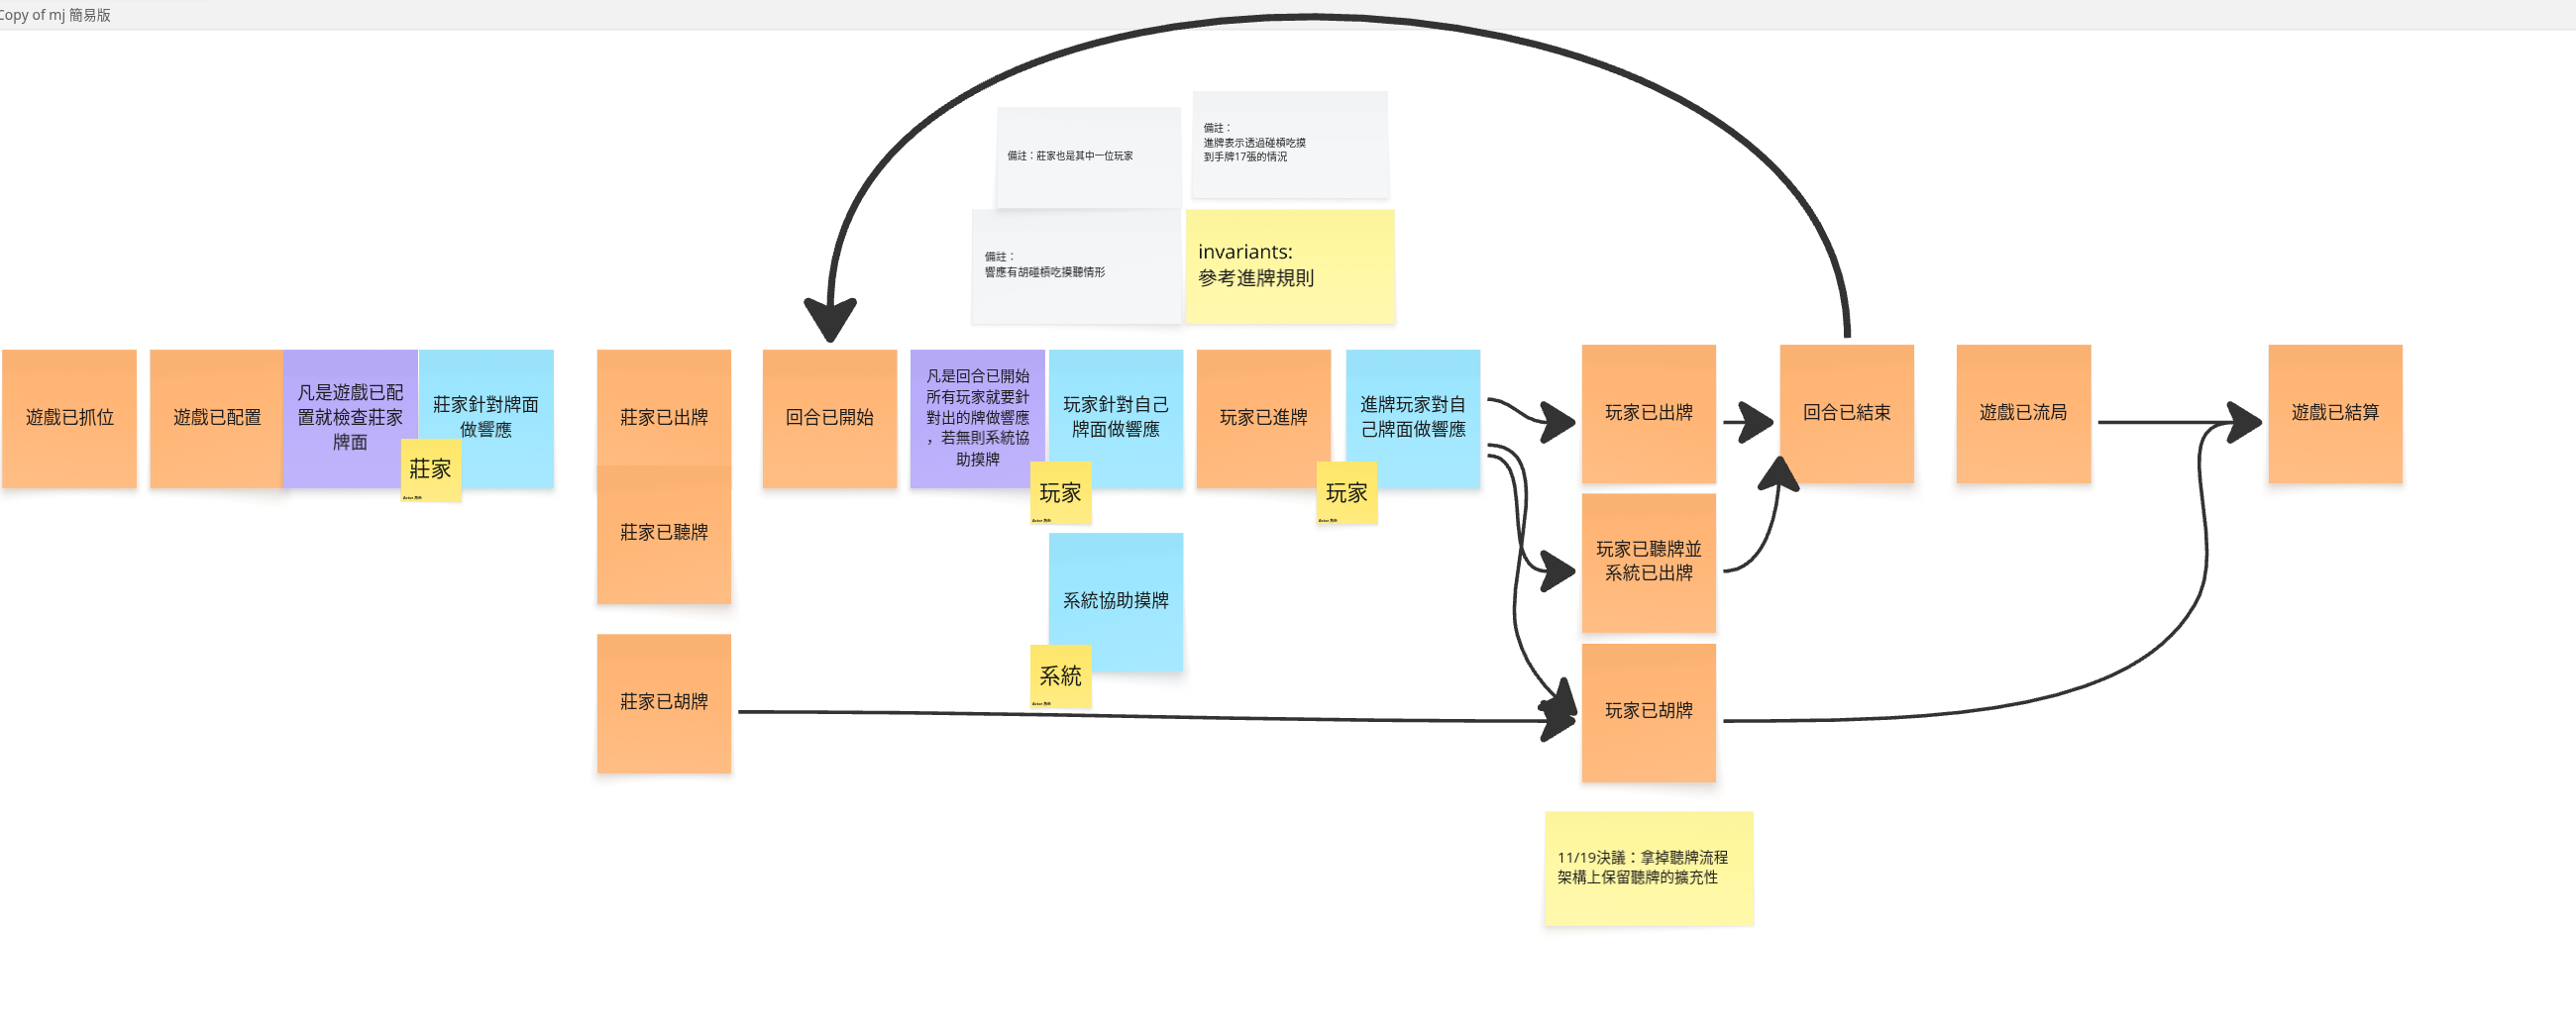 Copy of mj 簡易版
備註：莊家也是其中一位玩家
備註：
進牌表示透過碰槓吃摸
到手牌17張的情況
備註：
響應有胡碰槓吃摸聽情形
invariants:
參考進牌規則
遊戲已抓位
遊戲已配置
凡是遊戲已配
置就檢查莊家
牌面
莊家針對牌面
做響應
莊家
莊家已出牌
莊家已聽牌
莊家已胡牌
回合已開始
凡是回合已開始
所有玩家就要針
對出的牌做響應
，若無則系統協
助摸牌
玩家針對自己
牌面做響應
玩家
系統協助摸牌
系統
玩家已進牌
進牌玩家對自
己牌面做響應
玩家
玩家已出牌
玩家已聽牌並
系統已出牌
玩家已胡牌
回合已結束
遊戲已流局
遊戲已結算
11/19決議：拿掉聽牌流程
架構上保留聽牌的擴充性